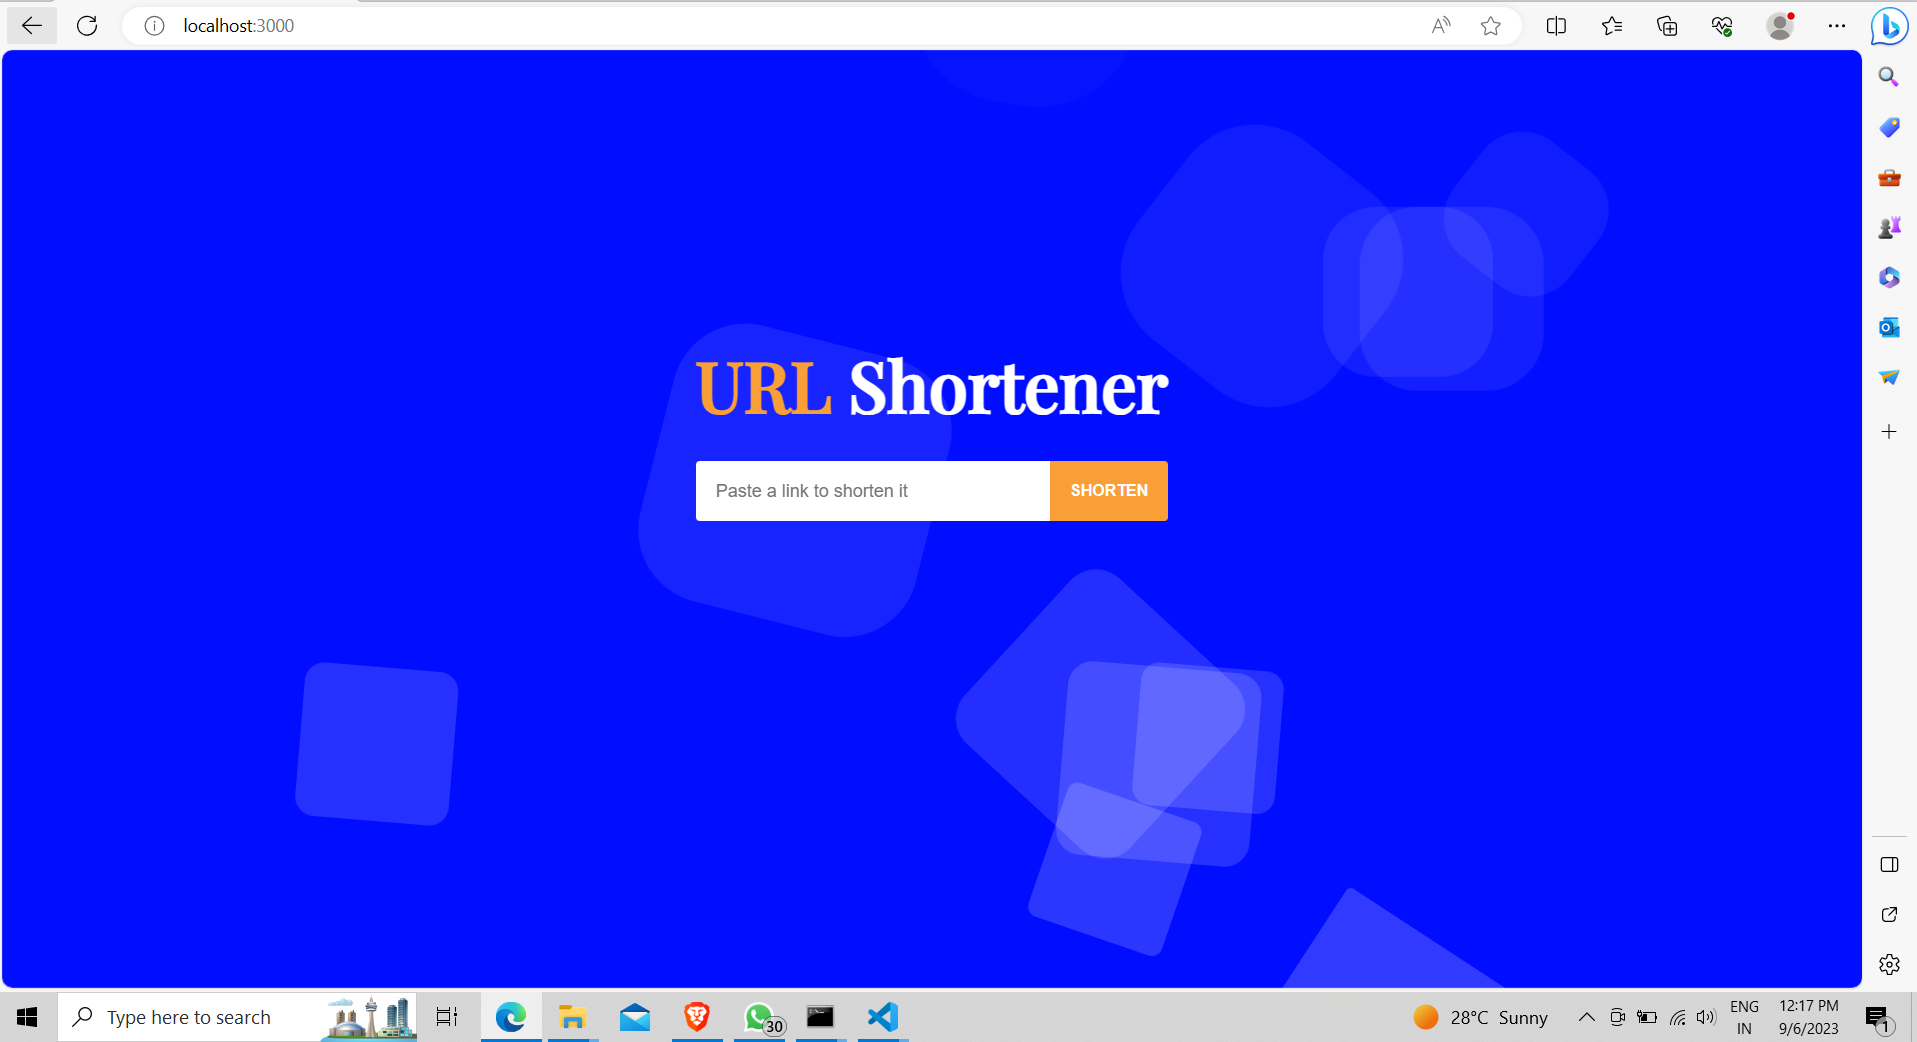 localhost:3000
URL Shortener
Paste a link to shorten it
SHORTEN
Type here to search
30
28°C Sunny
ENG
IN
12:17 PM
9/6/2023
1